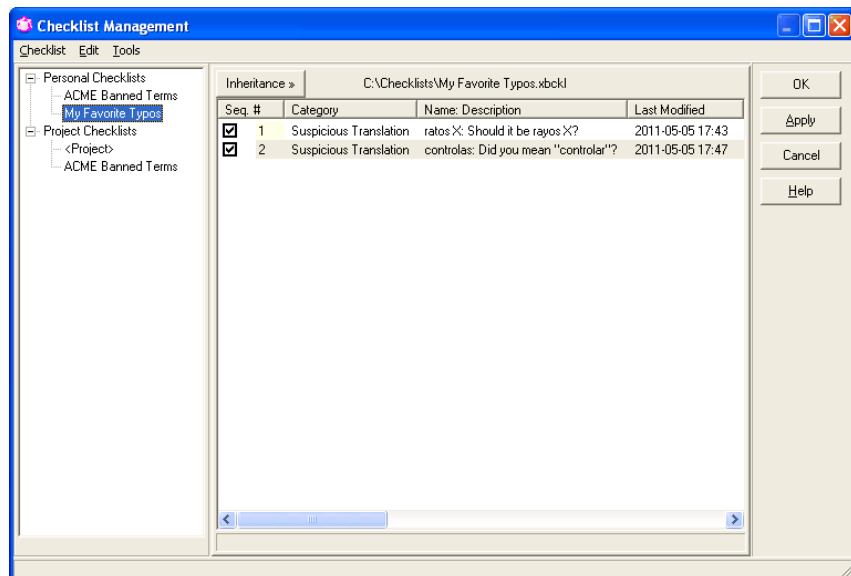 Checklist Management
Checklist Edit Tools
Personal Checklists
ACME Banned Terms
My Favorite Typos
Project Checklists
<Project>
ACME Banned Terms
Inheritance » C:\Checklists\My Favorite Typos.xbckl
Seq. # Category Name: Description Last Modified
1 Suspicious Translation ratos X: Should it be rayos X? 2011-05-05 17:43
2 Suspicious Translation controlas: Did you mean "controlar"? 2011-05-05 17:47
OK
Apply
Cancel
Help